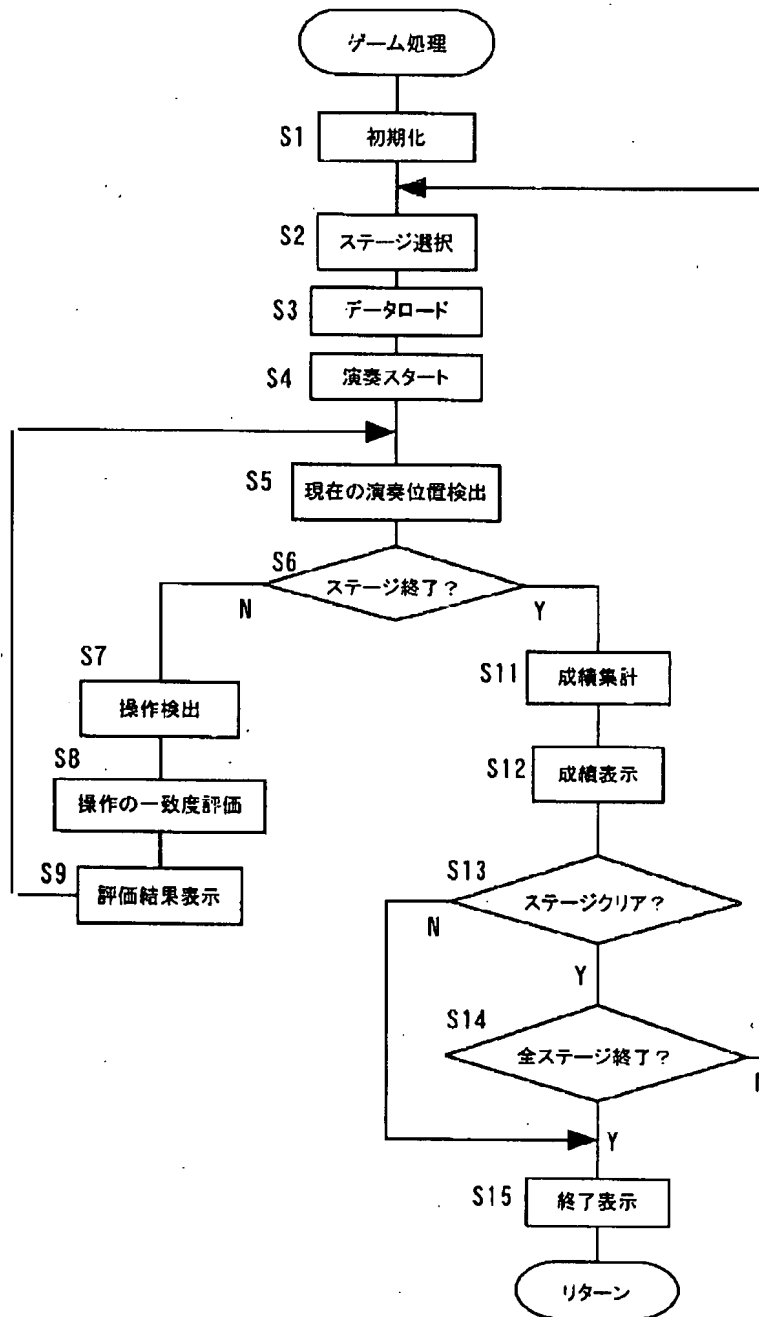 ゲーム処理
S1
初期化
S2
ステージ選択
S3
データロード
S4
演奏スタート
S5
現在の演奏位置検出
S6
ステージ終了?
N
Y
S7
操作検出
S8
操作の一致度評価
S9
評価結果表示
S11
成績集計
S12
成績表示
S13
ステージクリア?
N
Y
S14
全ステージ終了?
Y
S15
終了表示
リターン